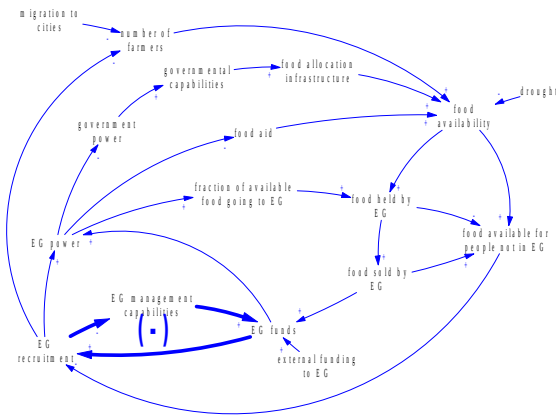 migration to
cities
number of
farmers
governmental
capabilities
food allocation
infrastructure
drought
food
availability
government
power
food aid
fraction of available
food going to EG
food held by
EG
EG power
food available for
people not in EG
food sold by
EG
EG management
capabilities
EG funds
EG
recruitment
external funding
to EG